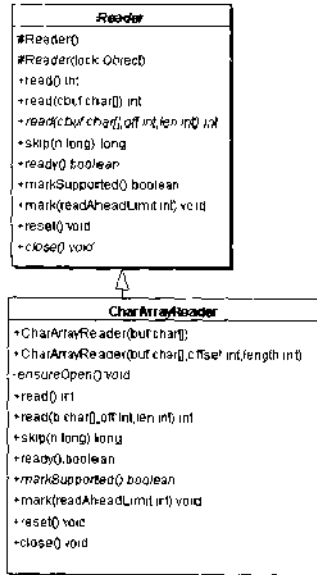 Reader
#Reader()
#Reader(lock Object)
+read() int
+read(cbuf char[]) int
+read(cbuf char[],off int,len int) int
+skip(n long) long
+ready() boolean
+markSupported() boolean
+mark(readAheadLimit int) void
+reset() void
+close() void
CharArrayReader
+CharArrayReader(buf char[])
+CharArrayReader(buf char[],offset int,length int)
-ensureOpen() void
+read() int
+read(b char[],off int,len int) int
+skip(n long) long
+ready() boolean
+markSupported() boolean
+mark(readAheadLimit int) void
+reset() void
+close() void